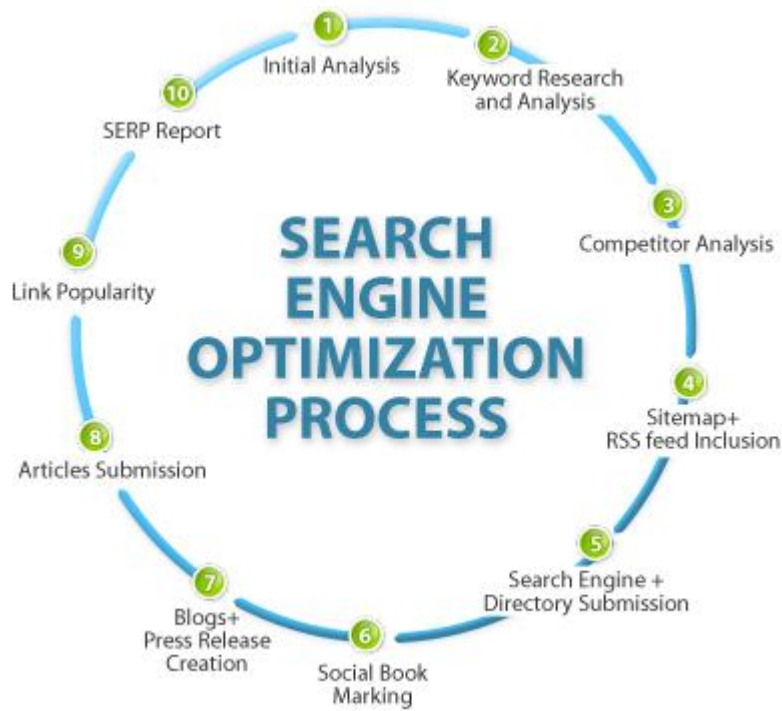 1
Initial Analysis
2
Keyword Research
and Analysis
3
Competitor Analysis
4
Sitemap+
RSS feed Inclusion
5
Search Engine +
Directory Submission
6
Social Book
Marking
7
Blogs+
Press Release
Creation
8
Articles Submission
9
Link Popularity
10
SERP Report
SEARCH
ENGINE
OPTIMIZATION
PROCESS